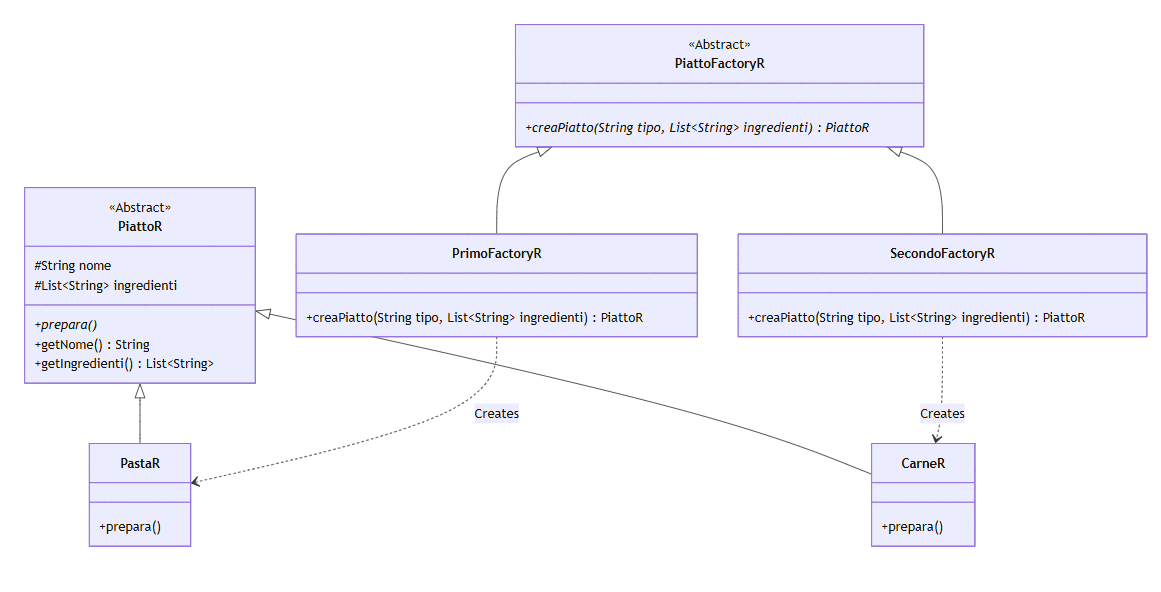 «Abstract»
PiattoFactoryR
+creaPiatto(String tipo, List<String> ingredienti) : PiattoR
«Abstract»
PiattoR
#String nome
#List<String> ingredienti
+prepara()
+getNome() : String
+getIngredienti() : List<String>
PrimoFactoryR
+creaPiatto(String tipo, List<String> ingredienti) : PiattoR
SecondoFactoryR
+creaPiatto(String tipo, List<String> ingredienti) : PiattoR
Creates
Creates
PastaR
+prepara()
CarneR
+prepara()